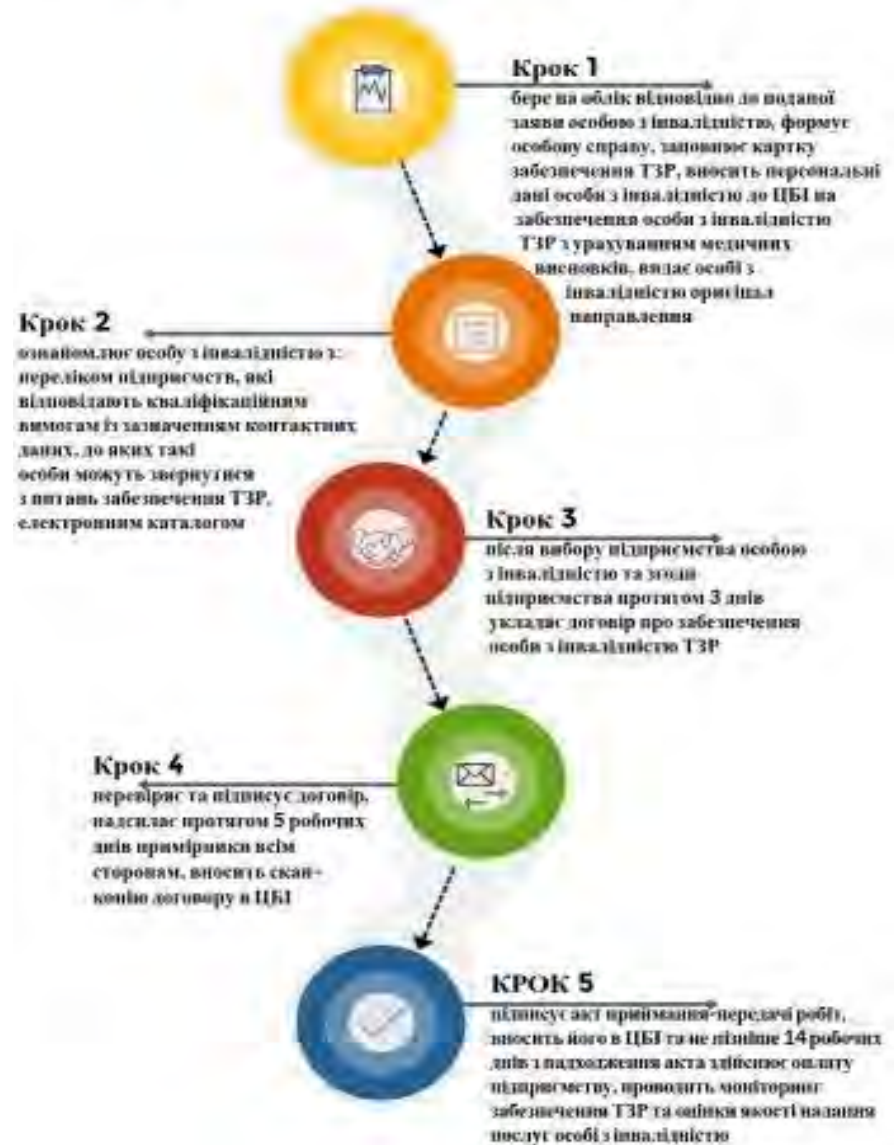 Крок 1
бере на облік відповідно до поданої
заяви особою з інвалідністю, формує
особову справу, заповнює картку
забезпечення ТЗР, вносить персональні
дані особи з інвалідністю до ЦБІ на
забезпечення особи з інвалідністю
ТЗР з урахуванням медичних
висновків, видає особі з
інвалідністю оригінал
направлення
Крок 2
ознайомлює особу з інвалідністю з:
переліком підприємств, які
відповідають кваліфікаційним
вимогам із зазначенням контактних
даних, до яких такі
особи можуть звернутися
з питань забезпечення ТЗР,
електронним каталогом
Крок 3
після вибору підприємства особою
з інвалідністю та згоди
підприємства протягом 3 днів
укладає договір про забезпечення
особи з інвалідністю ТЗР
Крок 4
перевіряє та підписує договір,
надсилає протягом 5 робочих
днів примірники всім
сторонам, вносить скан-
копію договору в ЦБІ
КРОК 5
підписує акт приймання-передачі робіт,
вносить його в ЦБІ та не пізніше 14 робочих
днів з надходження акта здійснює оплату
підприємству, проводить моніторинг
забезпечення ТЗР та оцінки якості надання
послуг особі з інвалідністю